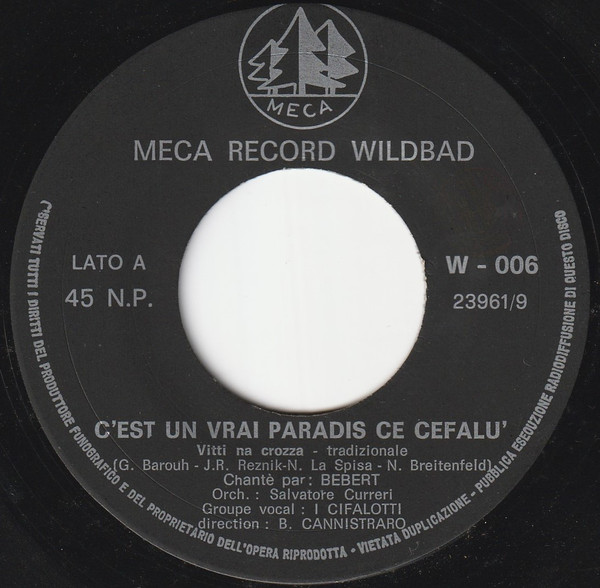 MECA
MECA RECORD WILDBAD
LATO A
W - 006
45 N.P.
23961/9
C'EST UN VRAI PARADIS CE CEFALU'
Vitti na crozza - tradizionale
(G. Barouh - J.R. Reznik-N. La Spisa - N. Breitenfeld)
Chantè par: BEBERT
Orch. : Salvatore Curreri
Groupe vocal : I CIFALOTTI
direction : B. CANNISTRARO
RISERVATI TUTTI I DIRITTI DEL PRODUTTORE FONOGRAFICO E DEL PROPRIETARIO DELL'OPERA RIPRODOTTA - VIETATA DUPLICAZIONE - PUBBLICA ESECUZIONE RADIODIFFUSIONE DI QUESTO DISCO